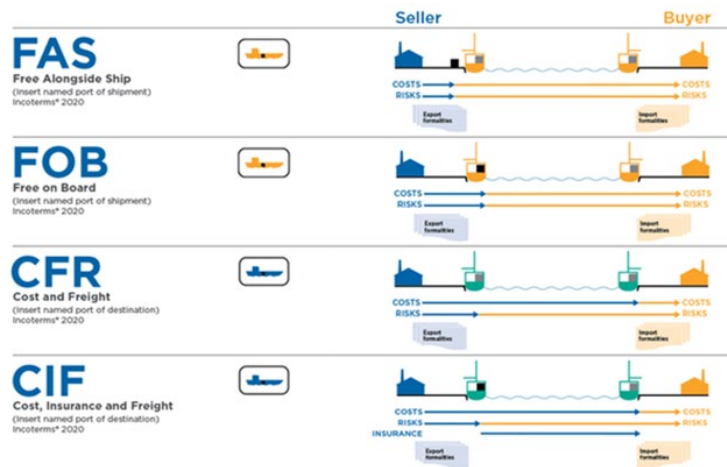 Seller Buyer
FAS
Free Alongside Ship
(Insert named port of shipment)
Incoterms® 2020
COSTS COSTS
RISKS RISKS
Export formalities
Import formalities
FOB
Free on Board
(Insert named port of shipment)
Incoterms® 2020
COSTS COSTS
RISKS RISKS
Export formalities
Import formalities
CFR
Cost and Freight
(Insert named port of destination)
Incoterms® 2020
COSTS COSTS
RISKS RISKS
Export formalities
Import formalities
CIF
Cost, Insurance and Freight
(Insert named port of destination)
Incoterms® 2020
COSTS COSTS
RISKS RISKS
INSURANCE
Export formalities
Import formalities